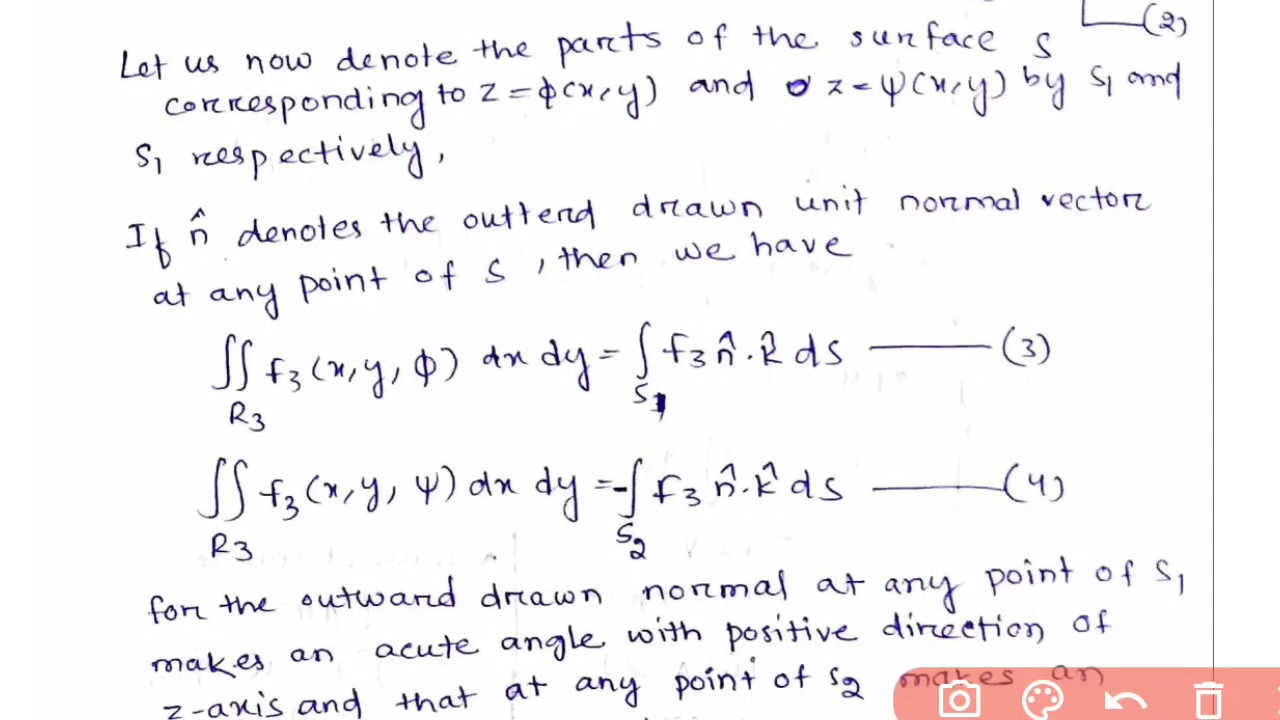 (2)
Let us now denote the parts of the surface S
corresponding to z = ϕ(x, y) and z = ψ(x, y) by S₁ and
S₁ respectively,
If n̂ denotes the outterd drawn unit normal vector
at any point of S, then we have
∬_{R₃} f₃(x, y, ϕ) dx dy = ∫_{S₁} f₃ n̂ . k̂ ds ——— (3)
∬_{R₃} f₃(x, y, ψ) dx dy = -∫_{S₂} f₃ n̂ . k̂ ds ——— (4)
for the outward drawn normal at any point of S₁
makes an acute angle with positive direction of
z-axis and that at any point of S₂ makes an